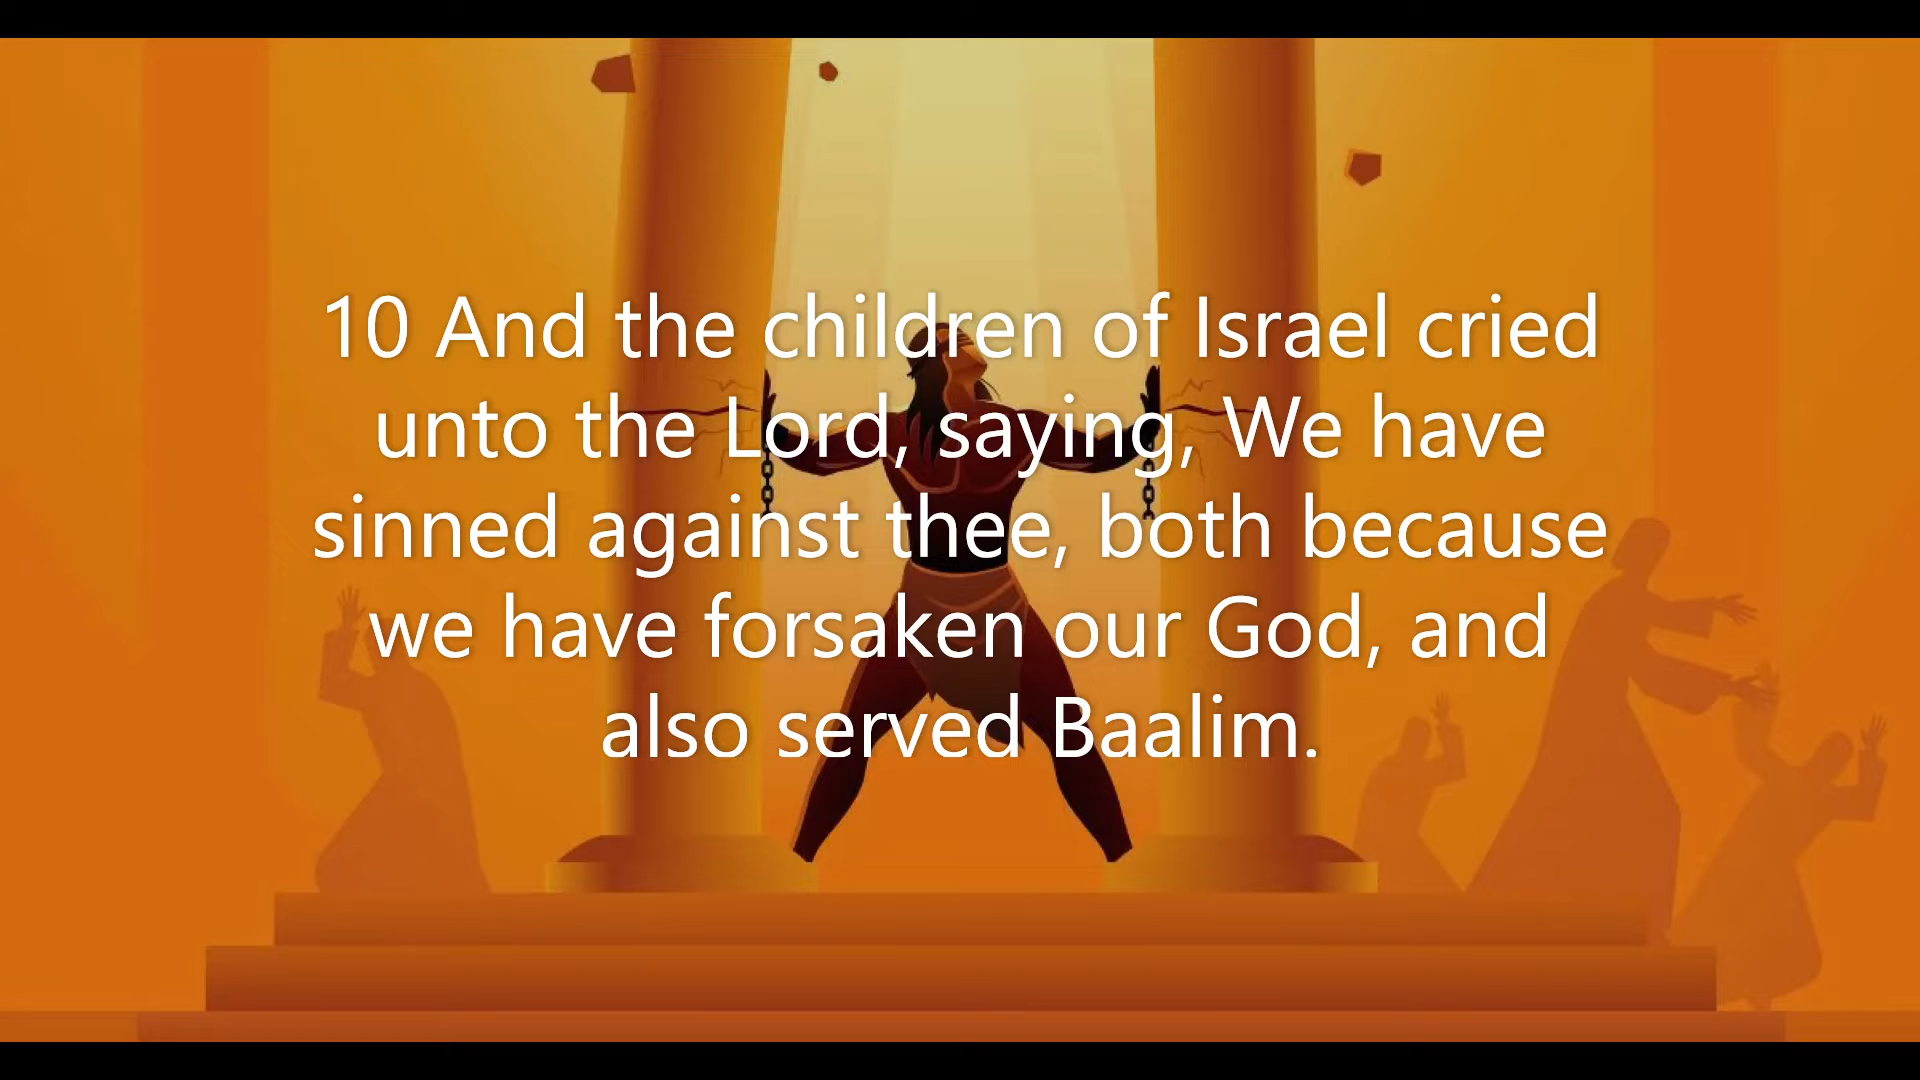 10 And the children of Israel cried
unto the Lord, saying, We have
sinned against thee, both because
we have forsaken our God, and
also served Baalim.